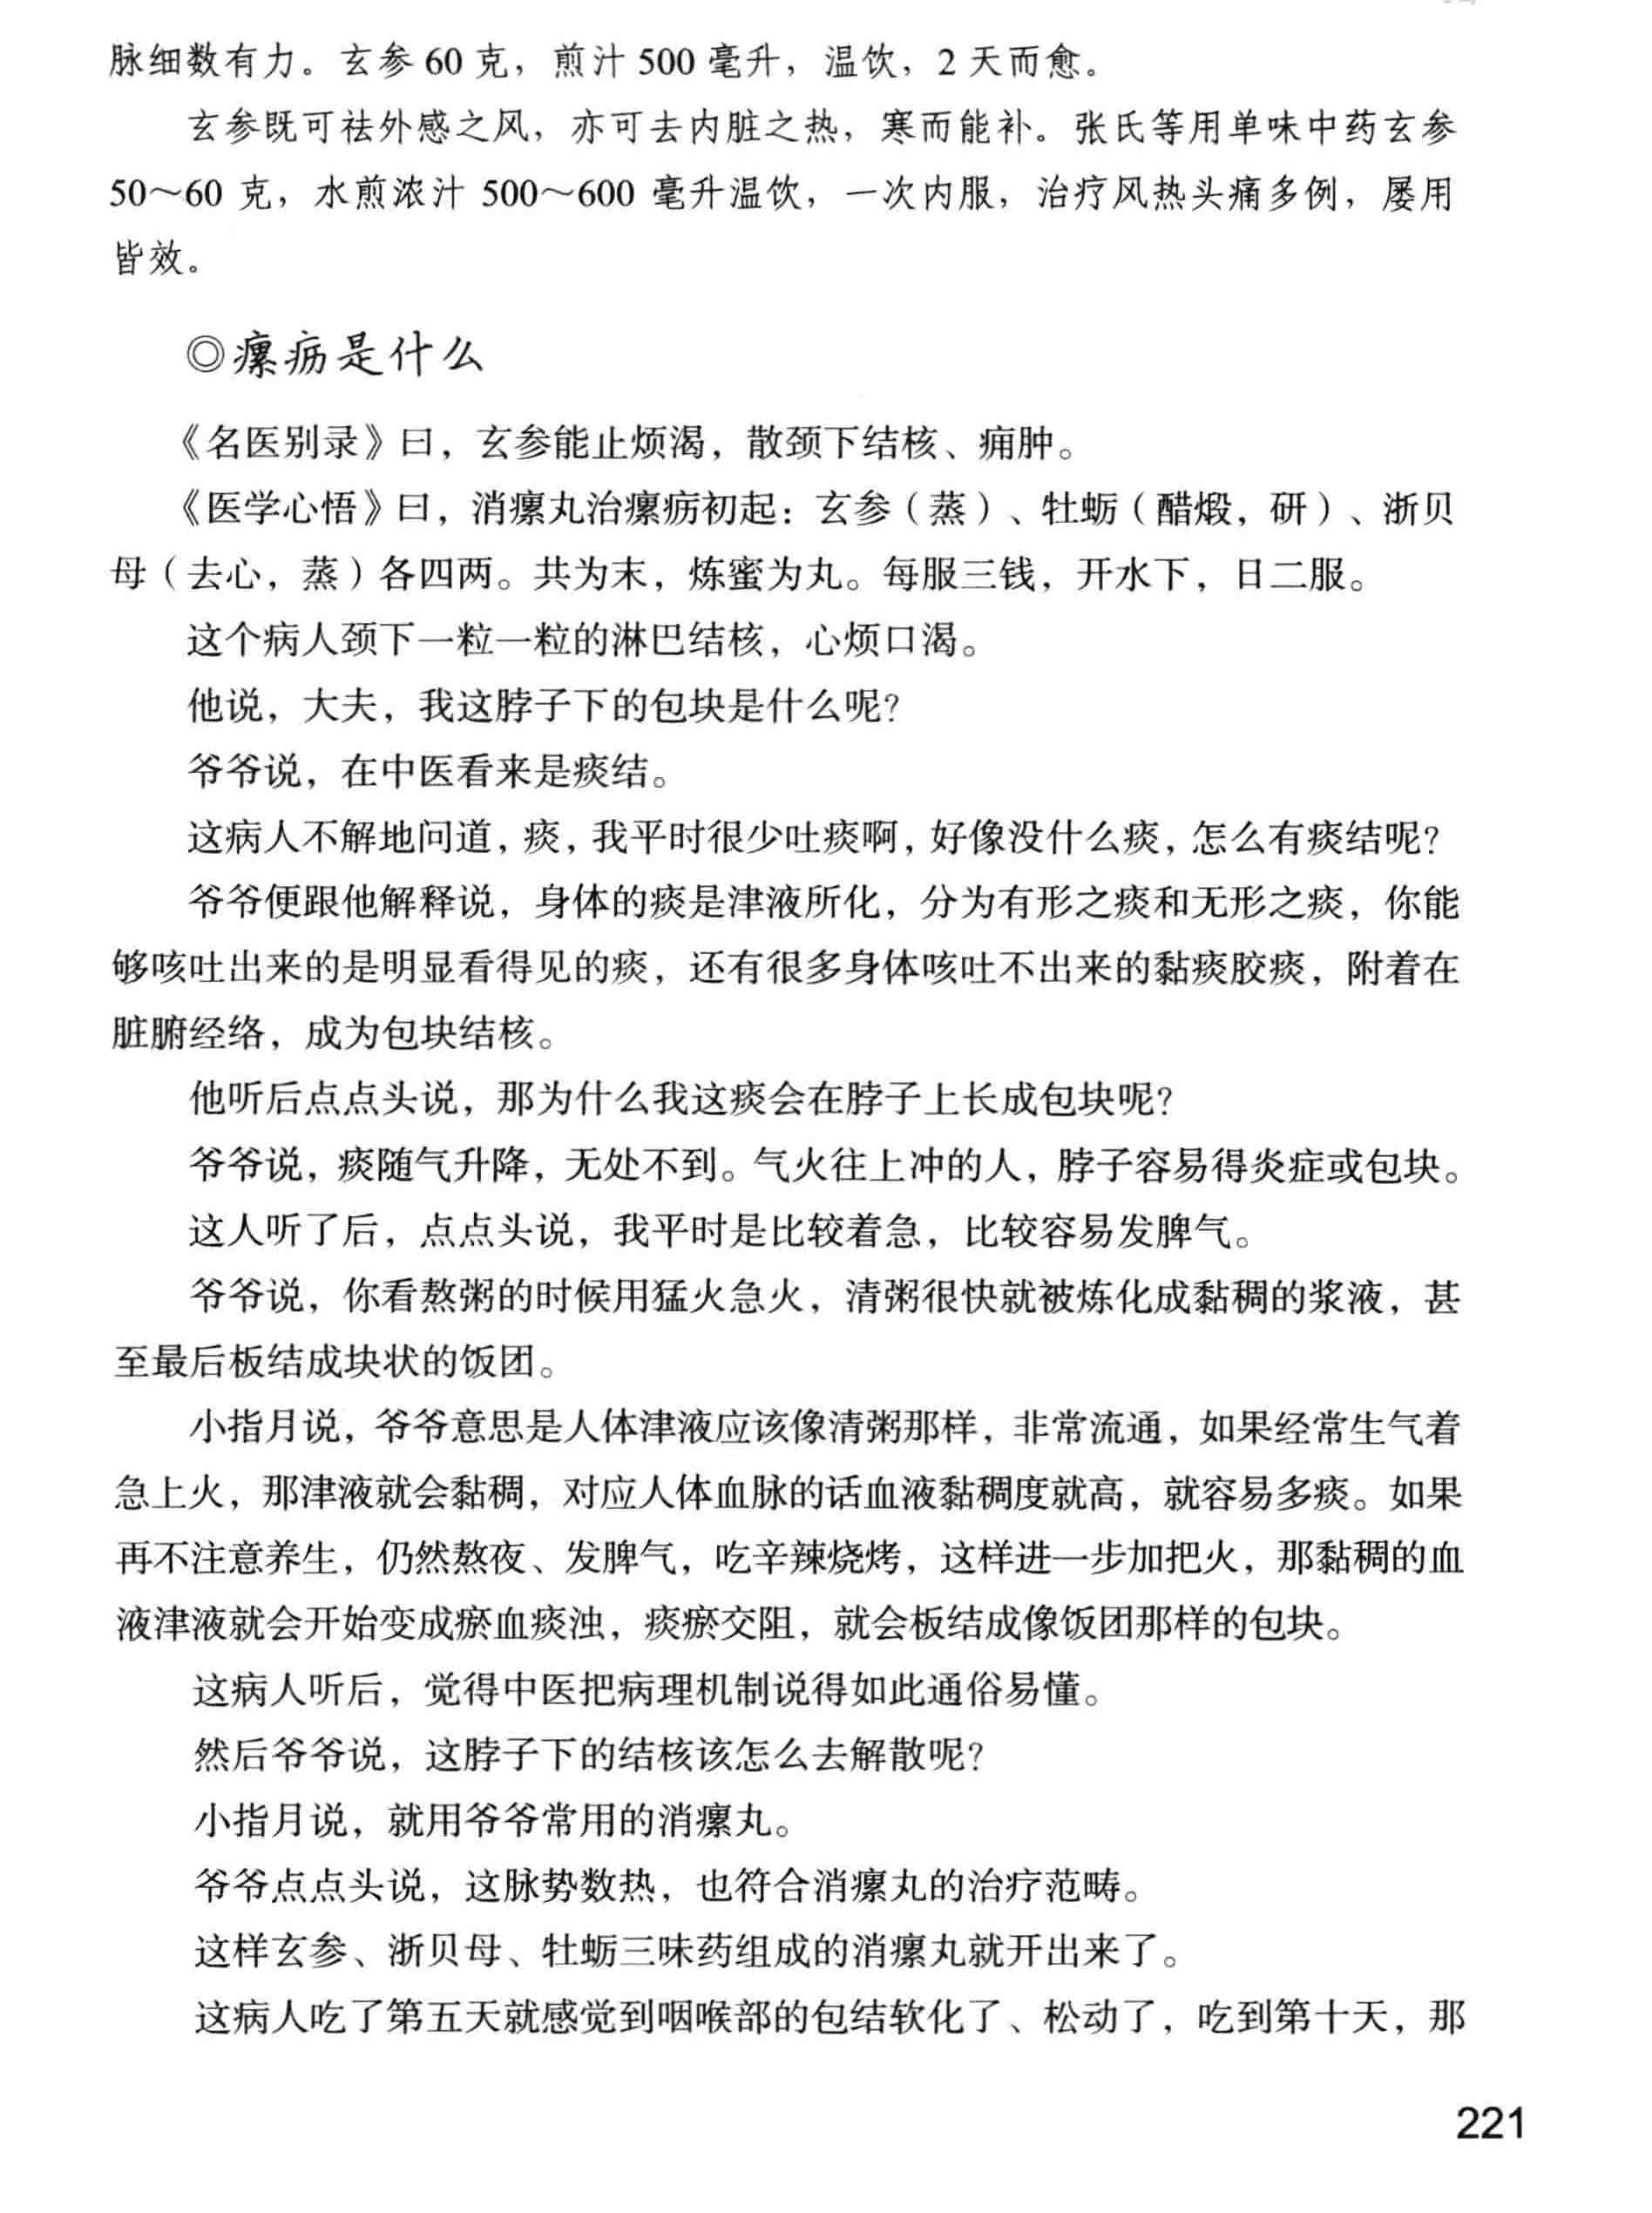 脉细数有力。玄参 60 克，煎汁 500 毫升，温饮，2 天而愈。
玄参既可祛外感之风，亦可去内脏之热，寒而能补。张氏等用单味中药玄参
50～60 克，水煎浓汁 500～600 毫升温饮，一次内服，治疗风热头痛多例，屡用
皆效。
◎瘰疬是什么
《名医别录》曰，玄参能止烦渴，散颈下结核、痈肿。
《医学心悟》曰，消瘰丸治瘰疬初起：玄参（蒸）、牡蛎（醋煅，研）、浙贝
母（去心，蒸）各四两。共为末，炼蜜为丸。每服三钱，开水下，日二服。
这个病人颈下一粒一粒的淋巴结核，心烦口渴。
他说，大夫，我这脖子下的包块是什么呢？
爷爷说，在中医看来是痰结。
这病人不解地问道，痰，我平时很少吐痰啊，好像没什么痰，怎么有痰结呢？
爷爷便跟他解释说，身体的痰是津液所化，分为有形之痰和无形之痰，你能
够咳吐出来的是明显看得见的痰，还有很多身体咳吐不出来的黏痰胶痰，附着在
脏腑经络，成为包块结核。
他听后点点头说，那为什么我这痰会在脖子上长成包块呢？
爷爷说，痰随气升降，无处不到。气火往上冲的人，脖子容易得炎症或包块。
这人听了后，点点头说，我平时是比较着急，比较容易发脾气。
爷爷说，你看熬粥的时候用猛火急火，清粥很快就被炼化成黏稠的浆液，甚
至最后板结成块状的饭团。
小指月说，爷爷意思是人体津液应该像清粥那样，非常流通，如果经常生气着
急上火，那津液就会黏稠，对应人体血脉的话血液黏稠度就高，就容易多痰。如果
再不注意养生，仍然熬夜、发脾气，吃辛辣烧烤，这样进一步加把火，那黏稠的血
液津液就会开始变成瘀血痰浊，痰瘀交阻，就会板结成像饭团那样的包块。
这病人听后，觉得中医把病理机制说得如此通俗易懂。
然后爷爷说，这脖子下的结核该怎么去解散呢？
小指月说，就用爷爷常用的消瘰丸。
爷爷点点头说，这脉势数热，也符合消瘰丸的治疗范畴。
这样玄参、浙贝母、牡蛎三味药组成的消瘰丸就开出来了。
这病人吃了第五天就感觉到咽喉部的包结软化了、松动了，吃到第十天，那
221